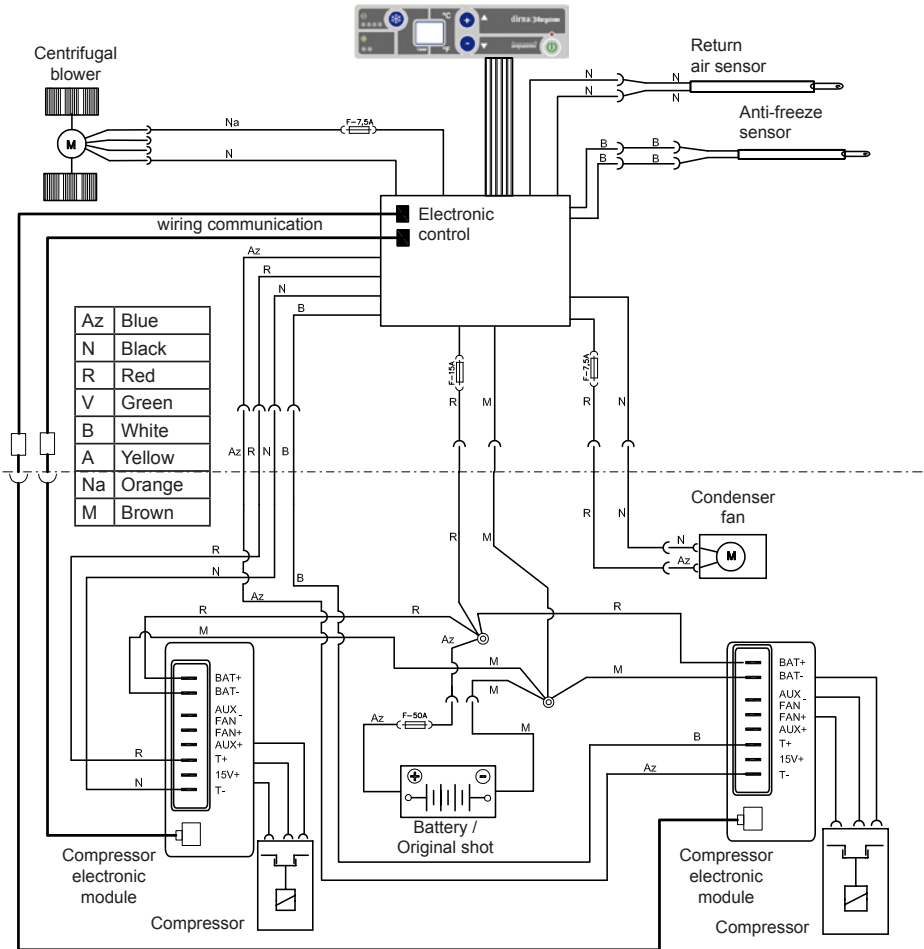 °C
°F
dirna Bergstrom
Centrifugal
blower
M
Na
F-7,5A
N
Return
air sensor
N
N
N
N
Anti-freeze
sensor
B
B
B
B
wiring communication
Electronic
control
Az
R
N
B
Az Blue
N Black
R Red
V Green
B White
A Yellow
Na Orange
M Brown
F-15A
F-7,5A
R
M
R
N
Az
R
N
B
R
M
R
N
Condenser
fan
N
Az
M
R
N
B
Az
R
M
R
Az
M
M
M
BAT+
BAT-
AUX -
FAN
FAN+
AUX+
T+
15V+
T-
R
N
Az
F-50A
M
Battery /
Original shot
B
Az
BAT+
BAT-
AUX -
FAN
FAN+
AUX+
T+
15V+
T-
Compressor
electronic
module
Compressor
Compressor
electronic
module
Compressor